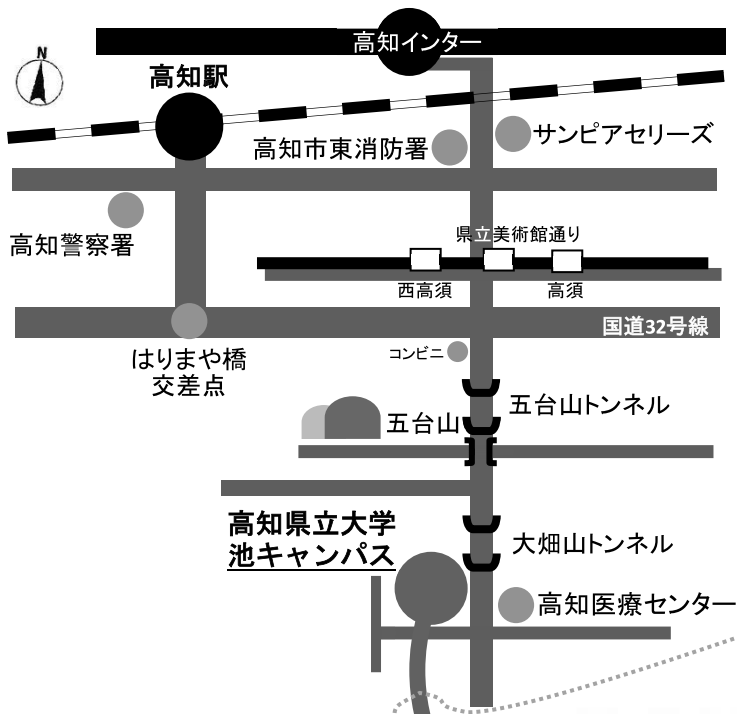 高知インター
N
高知駅
サンピアセリーズ
高知市東消防署
高知警察署
県立美術館通り
西高須
高須
国道32号線
コンビニ
はりまや橋
交差点
五台山トンネル
五台山
高知県立大学
池キャンパス
大畑山トンネル
高知医療センター